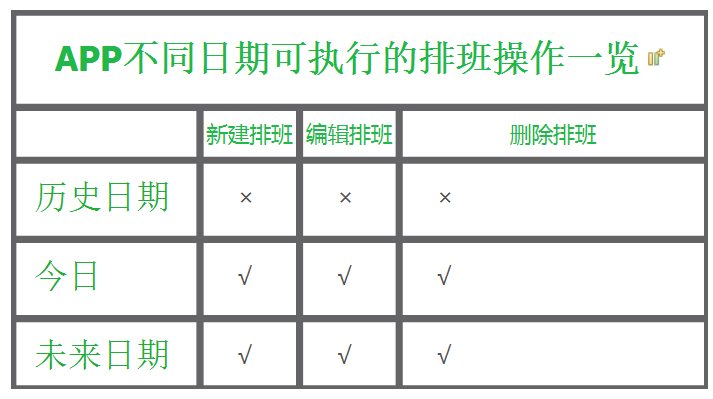 APP不同日期可执行的排班操作一览
新建排班 编辑排班 删除排班
历史日期 × × ×
今日 √ √ √
未来日期 √ √ √